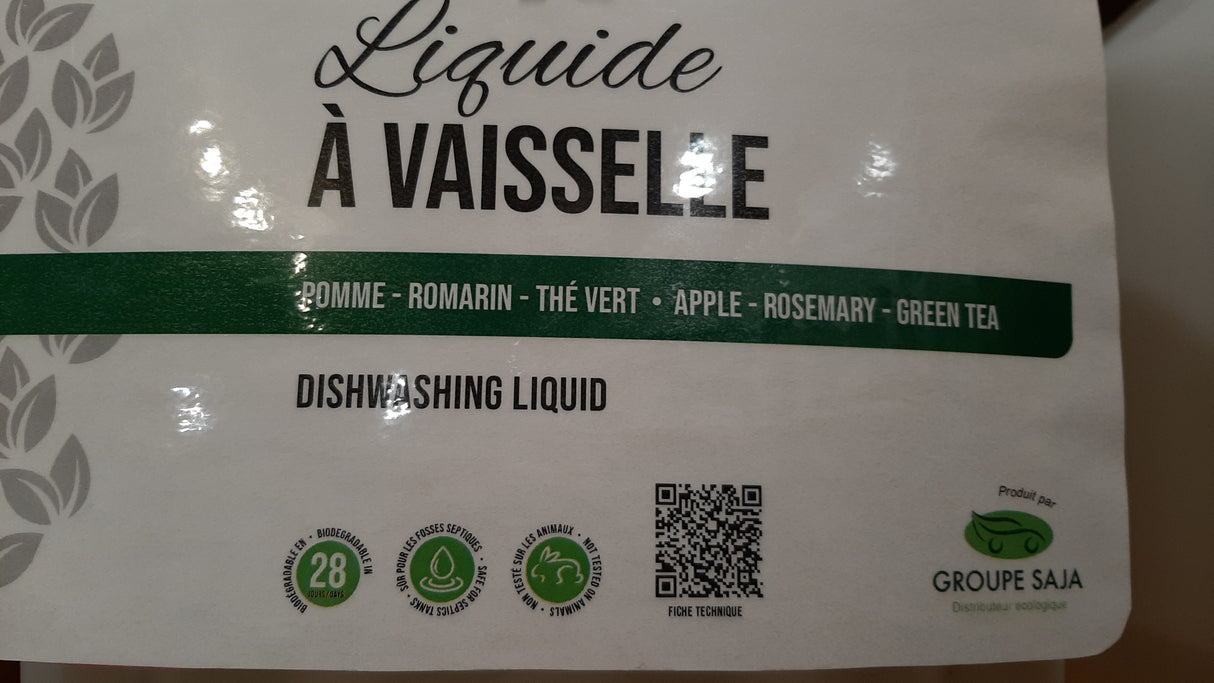 Liquide
À VAISSELLE
POMME - ROMARIN - THÉ VERT • APPLE - ROSEMARY - GREEN TEA
DISHWASHING LIQUID
BIODÉGRADABLE EN • BIODEGRADABLE IN
28
JOURS/DAYS
SÛR POUR LES FOSSES SEPTIQUES • SAFE FOR SEPTICS TANKS •
NON TESTÉ SUR LES ANIMAUX • NOT TESTED ON ANIMALS •
FICHE TECHNIQUE
Produit par
GROUPE SAJA
Distributeur écologique